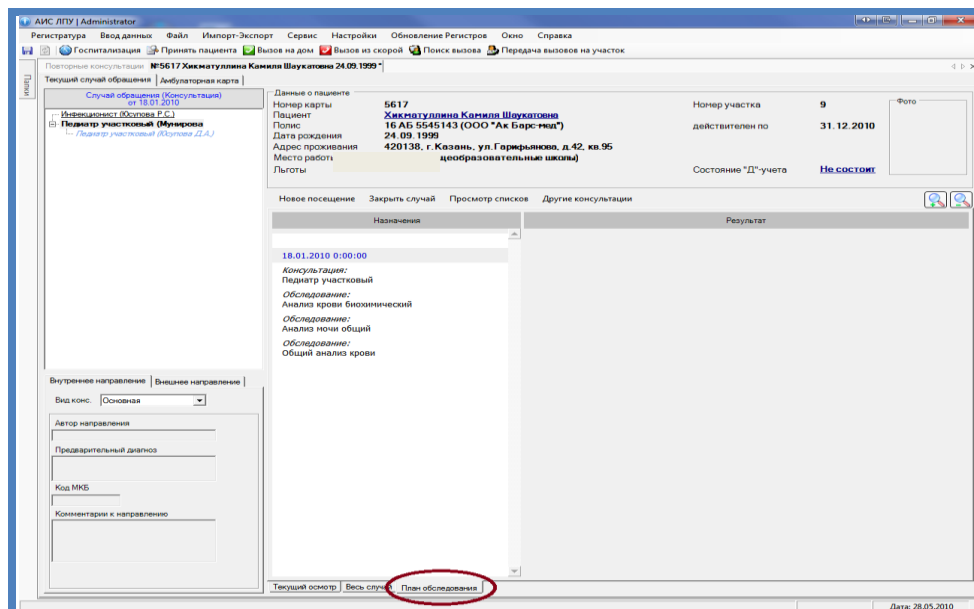 АИС ЛПУ | Administrator
Регистратура Ввод данных Файл Импорт-Экспорт Сервис Настройки Обновление Регистров Окно Справка
Госпитализация Принять пациента Вызов на дом Вызов из скорой Поиск вызова Передача вызовов на участок
Повторные консультации №5617 Хикматуллина Камиля Шаукатовна 24.09.1999 *
Папки
Текущий случай обращения Амбулаторная карта
Случай обращения (Консультация)
от 18.01.2010
Инфекционист (Юсупова Р.С.)
Педиатр участковый (Мунирова
Педиатр участковый (Юсупова Д.А.)
Данные о пациенте
Номер карты 5617 Номер участка 9 Фото
Пациент Хикматуллина Камиля Шаукатовна
Полис 16 АБ 5545143 (ООО "Ак Барс-мед") действителен по 31.12.2010
Дата рождения 24.09.1999
Адрес проживания 420138, г.Казань, ул.Гарифьянова, д.42, кв.95
Место работы щеобразовательные школы)
Льготы Состояние "Д"-учета Не состоит
Новое посещение Закрыть случай Просмотр списков Другие консультации
Назначения Результат
18.01.2010 0:00:00
Консультация:
Педиатр участковый
Обследование:
Анализ крови биохимический
Обследование:
Анализ мочи общий
Обследование:
Общий анализ крови
Внутреннее направление Внешнее направление
Вид конс. Основная
Автор направления
Предварительный диагноз
Код МКБ
Комментарии к направлению
Текущий осмотр Весь случай План обследования
Дата: 28.05.2010